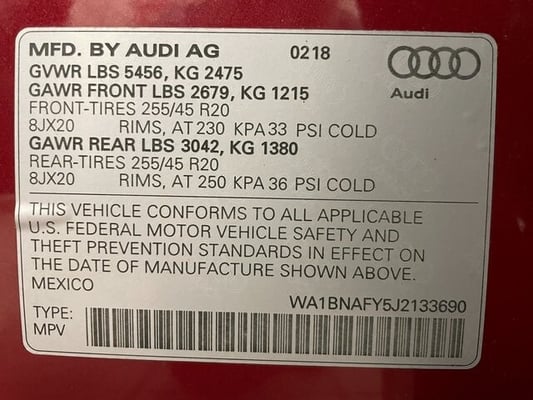 MFD. BY AUDI AG 0218
GVWR LBS 5456, KG 2475
GAWR FRONT LBS 2679, KG 1215
FRONT-TIRES 255/45 R20
8JX20 RIMS, AT 230 KPA 33 PSI COLD
GAWR REAR LBS 3042, KG 1380
REAR-TIRES 255/45 R20
8JX20 RIMS, AT 250 KPA 36 PSI COLD
Audi
THIS VEHICLE CONFORMS TO ALL APPLICABLE
U.S. FEDERAL MOTOR VEHICLE SAFETY AND
THEFT PREVENTION STANDARDS IN EFFECT ON
THE DATE OF MANUFACTURE SHOWN ABOVE.
MEXICO
WA1BNAFY5J2133690
TYPE:
MPV